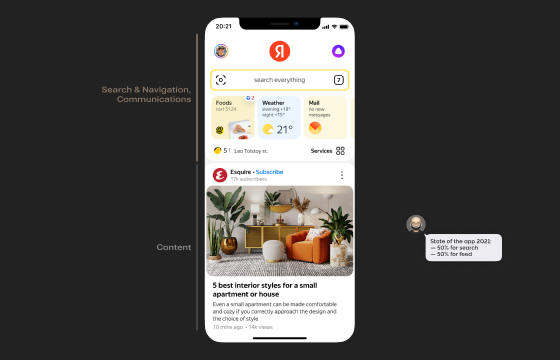 20:21
Я
search everything
7
Foods
cart $124
2
Weather
evening +18°
night +15°
21°
Mail
no new
messages
5
Leo Tolstoy st.
Services
Search & Navigation,
Communications
Esquire • Subscribe
17k subscribers
Content
5 best interior styles for a small
apartment or house
Even a small apartment can be made comfortable
and cozy if you correctly approach the design and
the choice of style
10 mins ago • 14k views
State of the app 2021:
— 50% for search
— 50% for feed